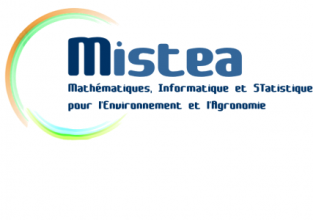 Mistea
Mathématiques, Informatique et STatistique
pour l'Environnement et l'Agronomie